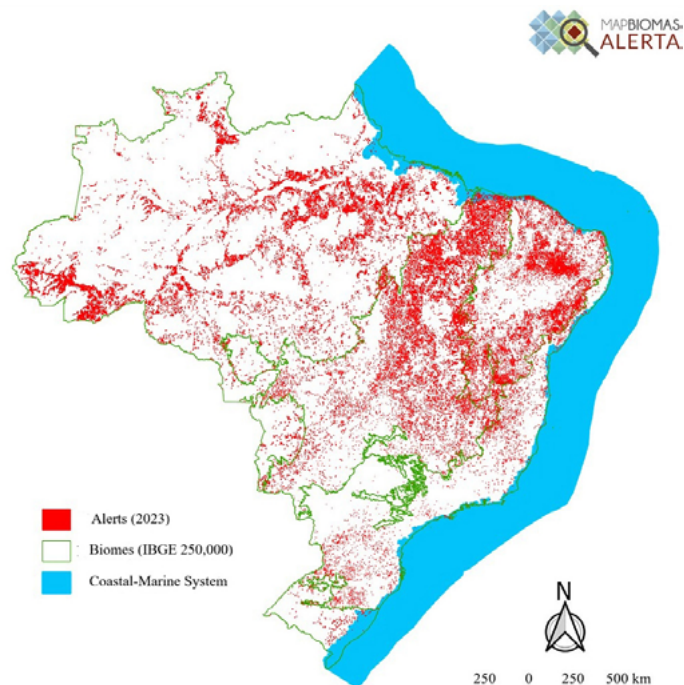 MAPBIOMAS
ALERTA
Alerts (2023)
Biomes (IBGE 250,000)
Coastal-Marine System
N
250 0 250 500 km